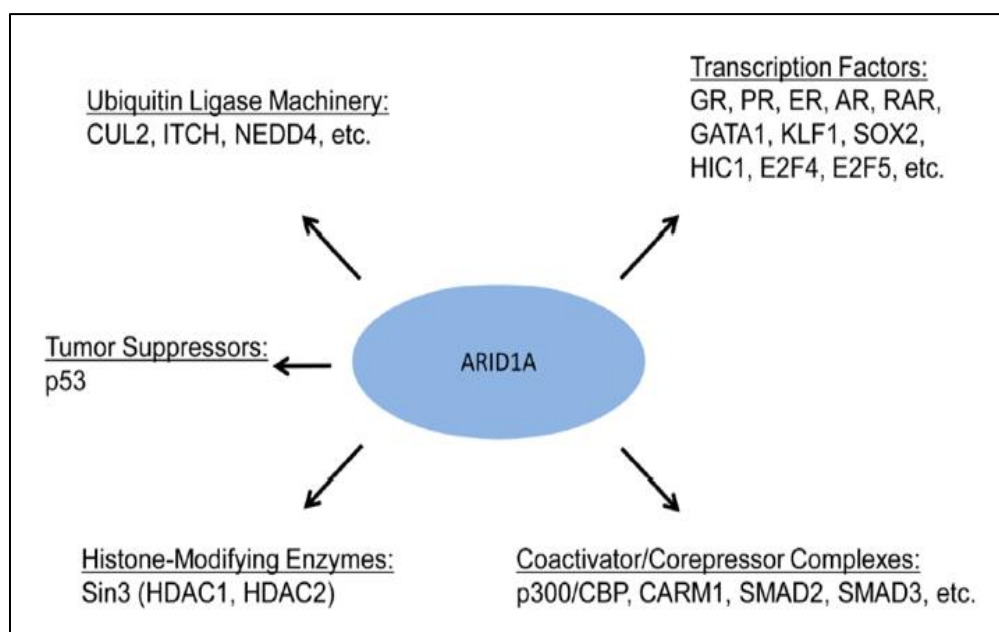 Ubiquitin Ligase Machinery:
CUL2, ITCH, NEDD4, etc.
Transcription Factors:
GR, PR, ER, AR, RAR,
GATA1, KLF1, SOX2,
HIC1, E2F4, E2F5, etc.
Tumor Suppressors:
p53
ARID1A
Histone-Modifying Enzymes:
Sin3 (HDAC1, HDAC2)
Coactivator/Corepressor Complexes:
p300/CBP, CARM1, SMAD2, SMAD3, etc.